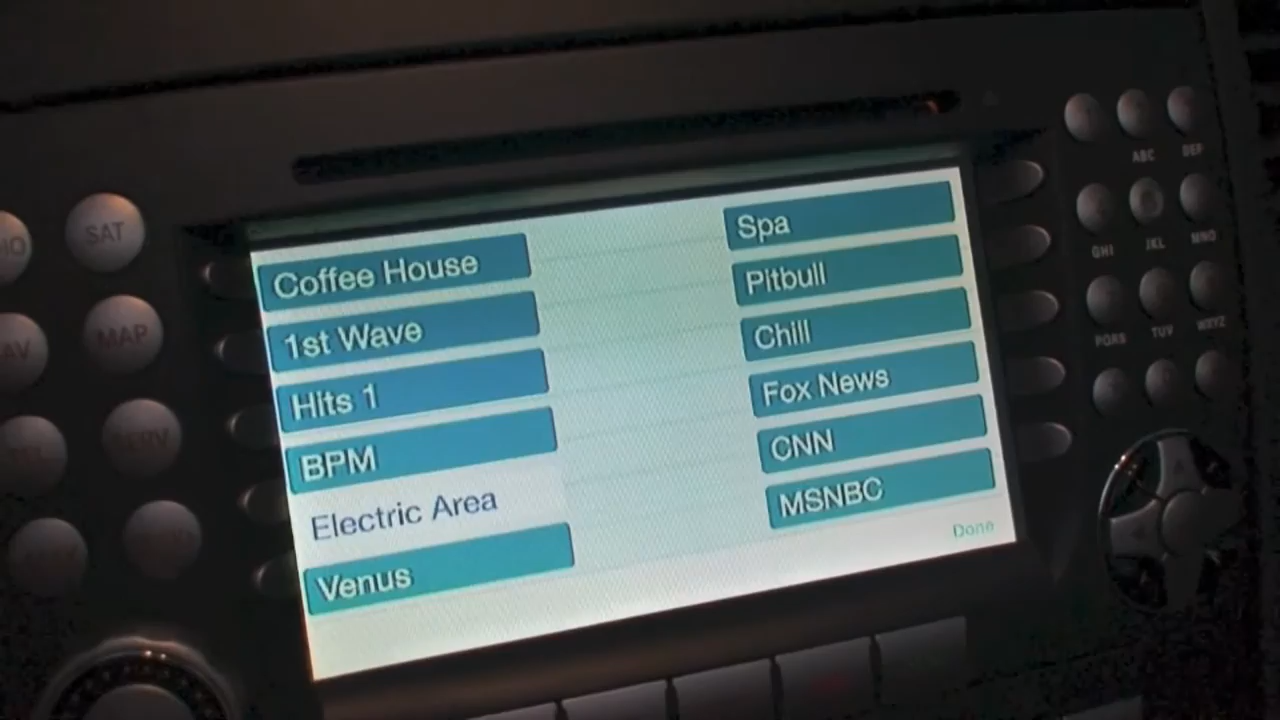 Coffee House
1st Wave
Hits 1
BPM
Electric Area
Venus
Spa
Pitbull
Chill
Fox News
CNN
MSNBC
Done
SAT
MAP
SERV
ABC
DEF
GHI
JKL
MNO
PQRS
TUV
WXYZ